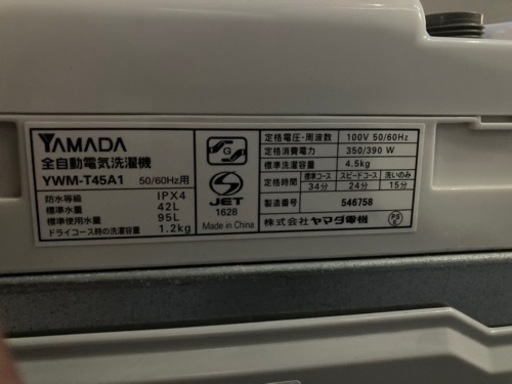 YAMADA
全自動電気洗濯機
YWM-T45A1 50/60Hz用
防水等級 IPX4
標準水量 42L
標準使用水量 95L
ドライコース時の洗濯容量 1.2kg
G
S
JET
1628
Made in China
定格電圧・周波数 100V 50/60Hz
定格消費電力 350/390 W
標準洗濯容量 4.5kg
定格時間 標準コース スピードコース 洗いのみ
34分 24分 15分
製造番号 546758
株式会社 ヤマダ電機
PS
E